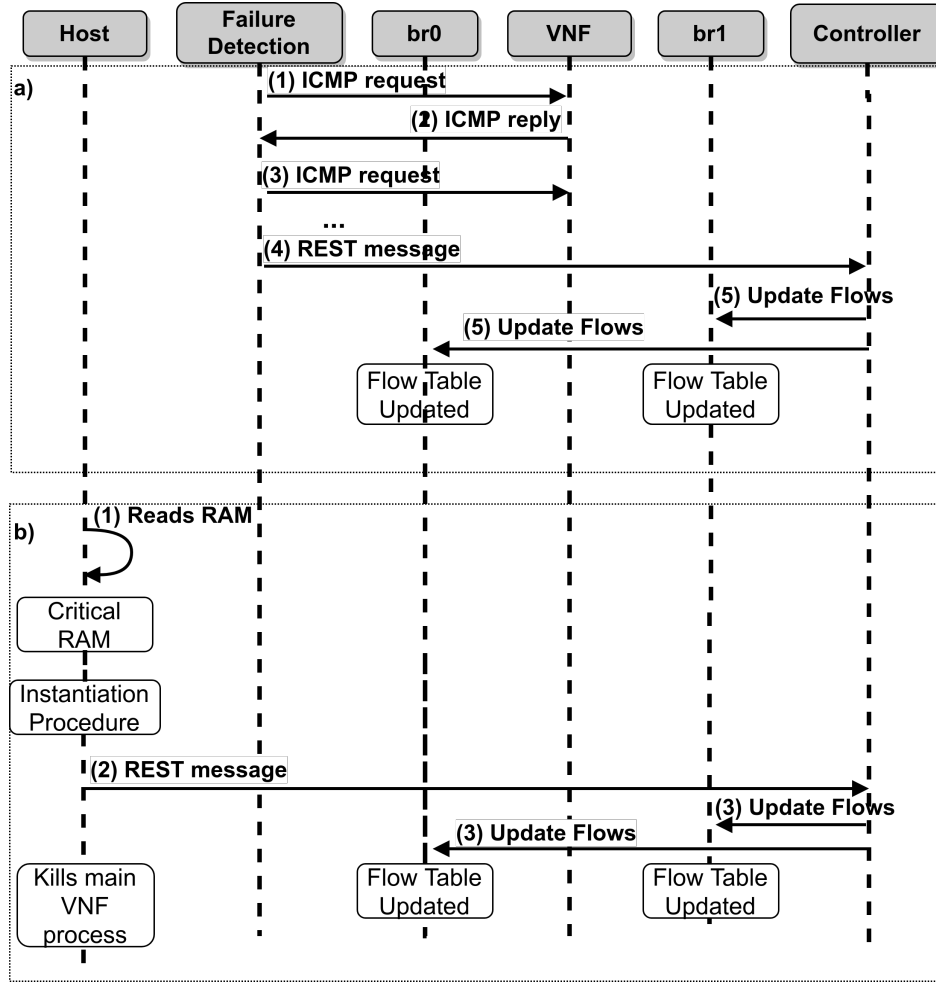 Host
Failure
Detection
br0
VNF
br1
Controller
a)
(1) ICMP request
(2) ICMP reply
(3) ICMP request
...
(4) REST message
(5) Update Flows
(5) Update Flows
Flow Table
Updated
Flow Table
Updated
b)
(1) Reads RAM
Critical
RAM
Instantiation
Procedure
(2) REST message
(3) Update Flows
(3) Update Flows
Kills main
VNF
process
Flow Table
Updated
Flow Table
Updated